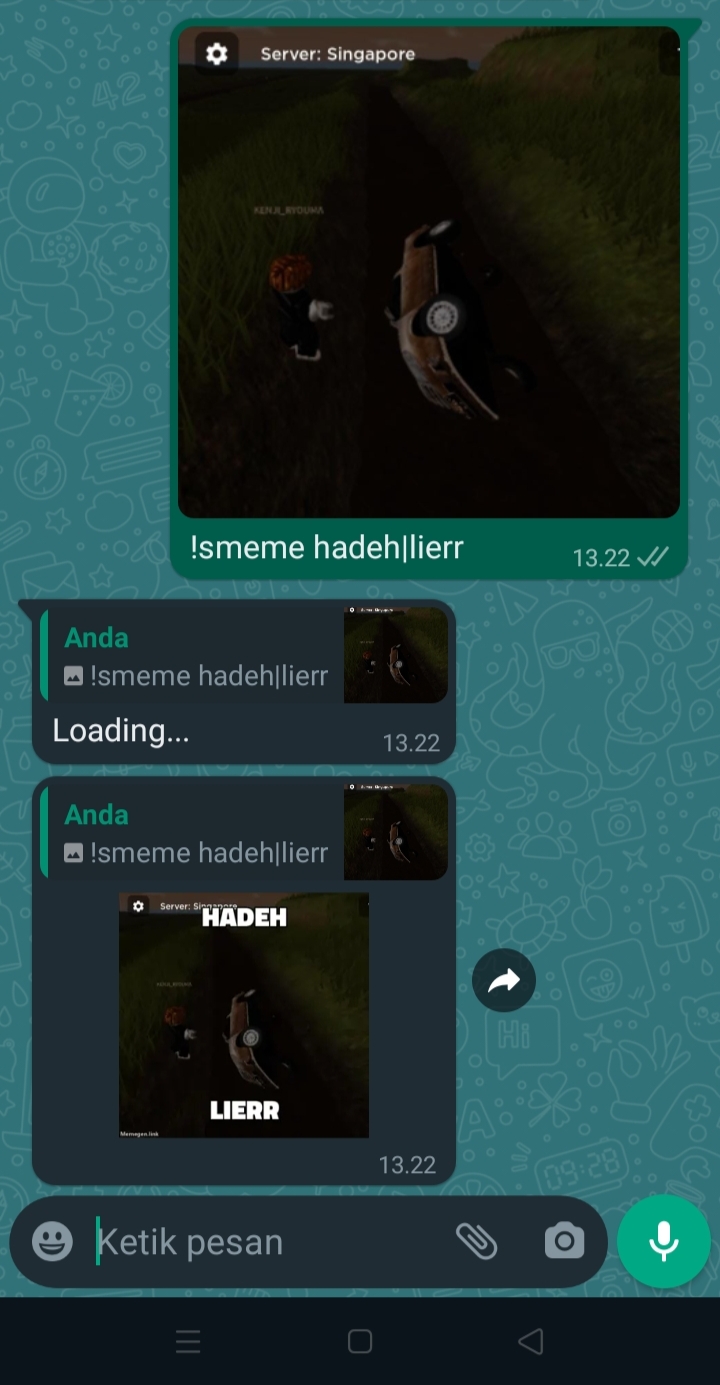 Server: Singapore
KENJI_RYOUMA
!smeme hadeh|lierr
13.22
Anda
!smeme hadeh|lierr
Loading...
13.22
Anda
!smeme hadeh|lierr
Server: Singapore
HADEH
LIERR
Memegen.link
13.22
Ketik pesan